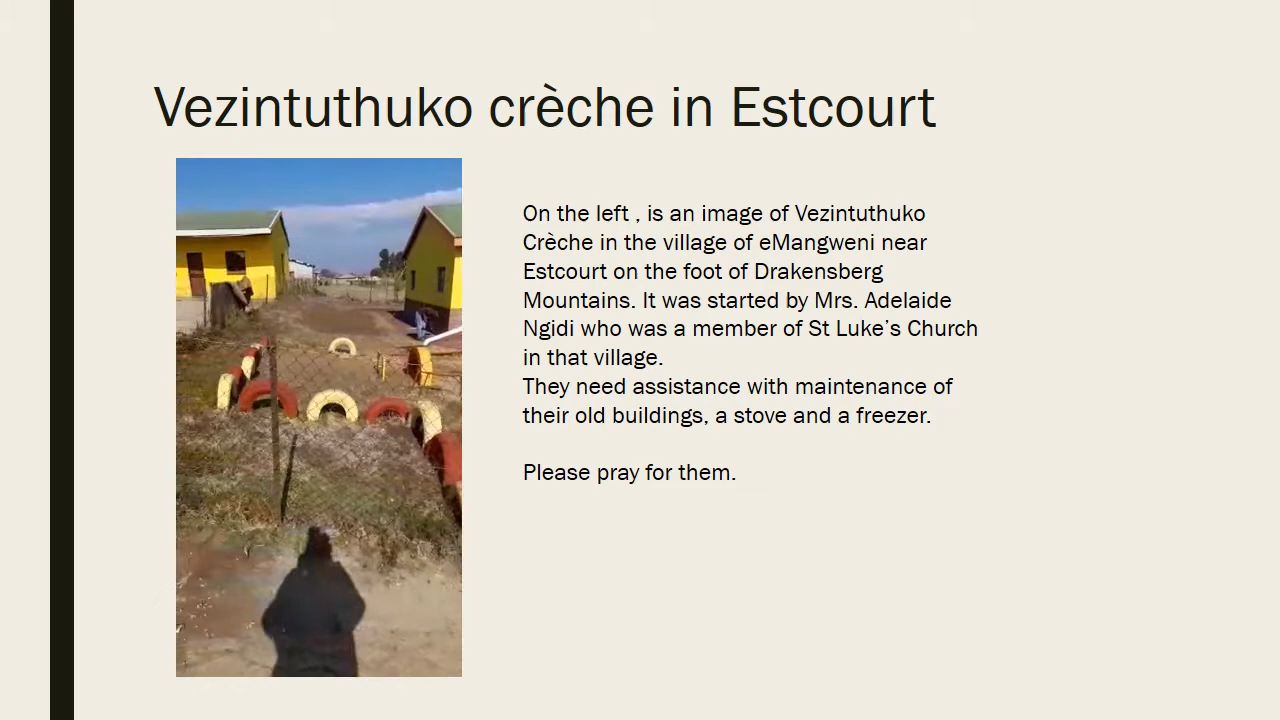 Vezintuthuko crèche in Estcourt
On the left , is an image of Vezintuthuko
Crèche in the village of eMangweni near
Estcourt on the foot of Drakensberg
Mountains. It was started by Mrs. Adelaide
Ngidi who was a member of St Luke’s Church
in that village.
They need assistance with maintenance of
their old buildings, a stove and a freezer.
Please pray for them.